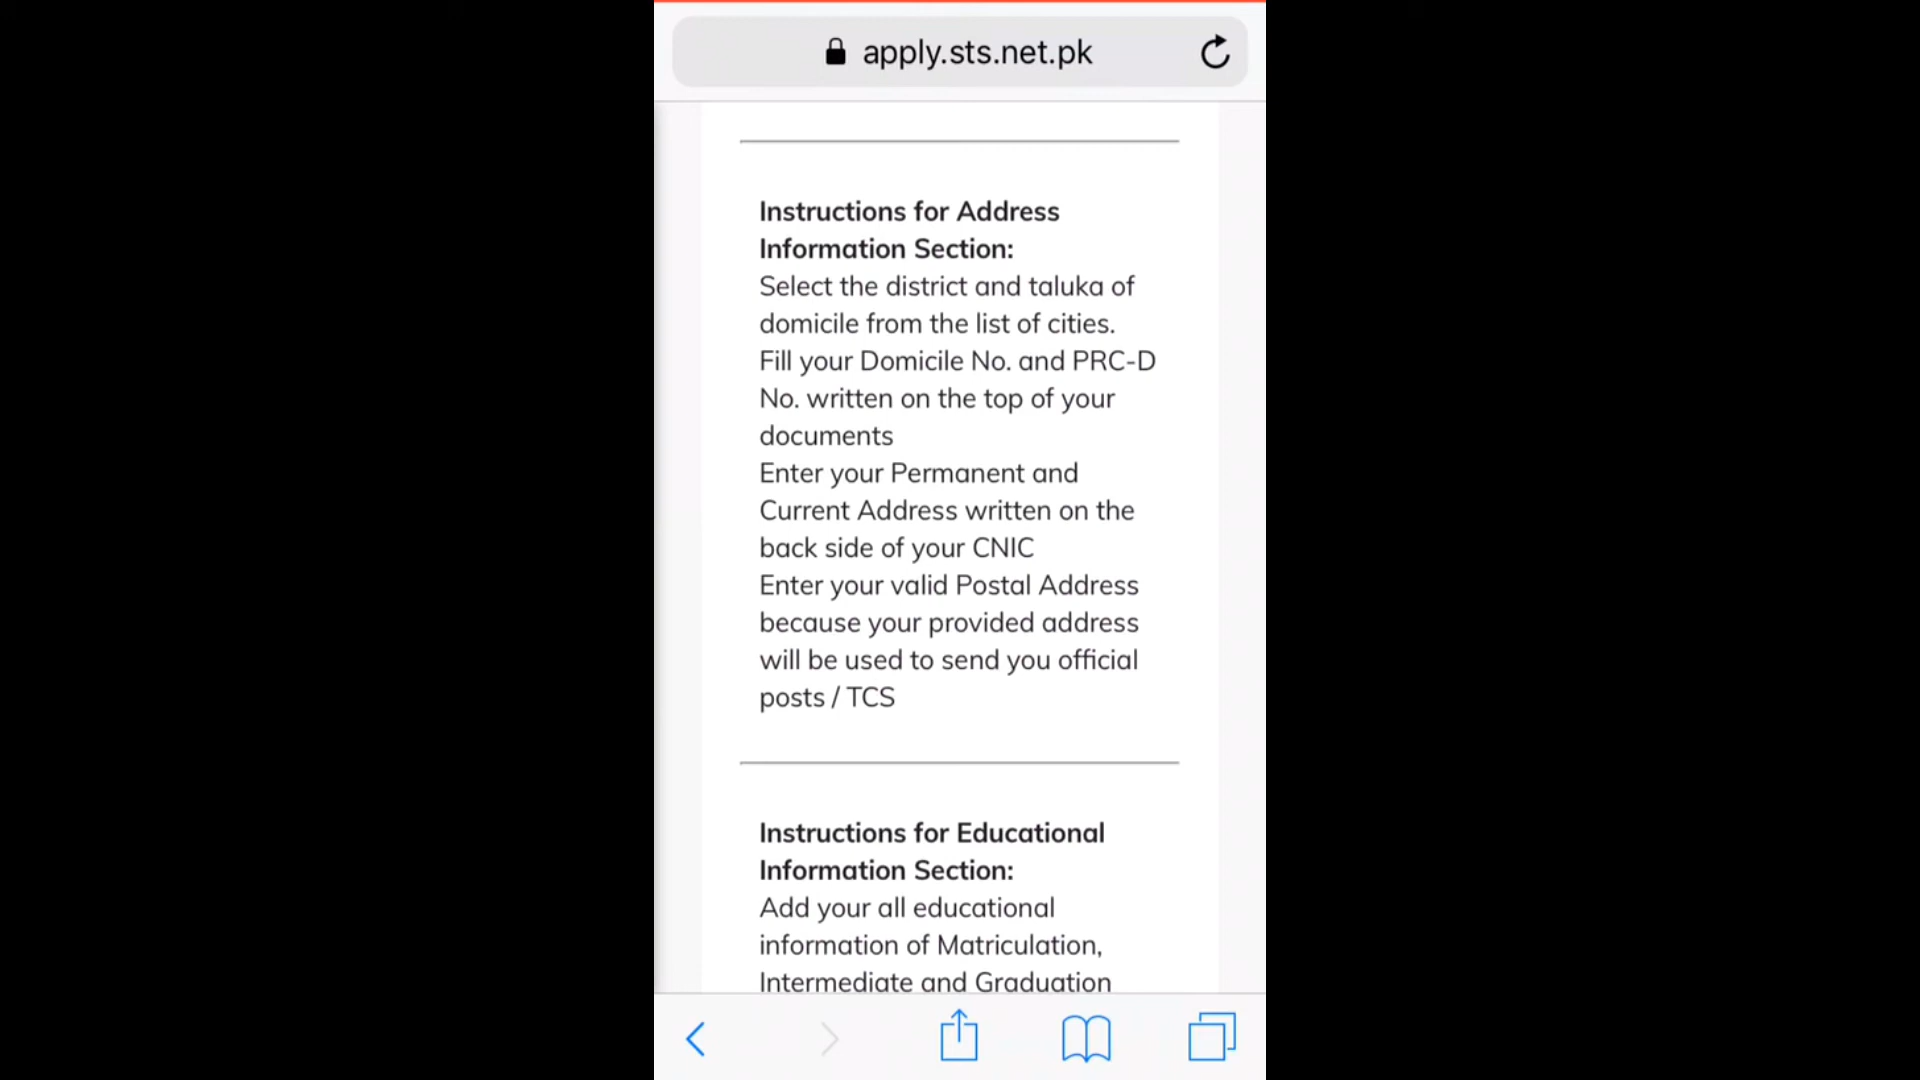 apply.sts.net.pk
Instructions for Address
Information Section:
Select the district and taluka of
domicile from the list of cities.
Fill your Domicile No. and PRC-D
No. written on the top of your
documents
Enter your Permanent and
Current Address written on the
back side of your CNIC
Enter your valid Postal Address
because your provided address
will be used to send you official
posts / TCS
Instructions for Educational
Information Section:
Add your all educational
information of Matriculation,
Intermediate and Graduation